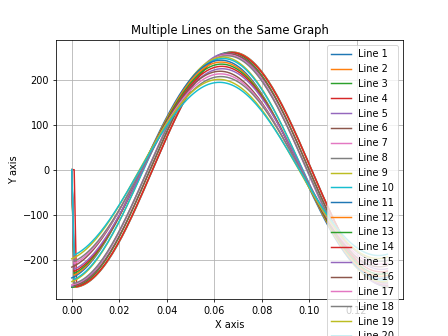 Multiple Lines on the Same Graph
Y axis
200
100
0
−100
−200
0.00
0.02
0.04
0.06
0.08
0.10
X axis
Line 1
Line 2
Line 3
Line 4
Line 5
Line 6
Line 7
Line 8
Line 9
Line 10
Line 11
Line 12
Line 13
Line 14
Line 15
Line 16
Line 17
Line 18
Line 19
Line 20